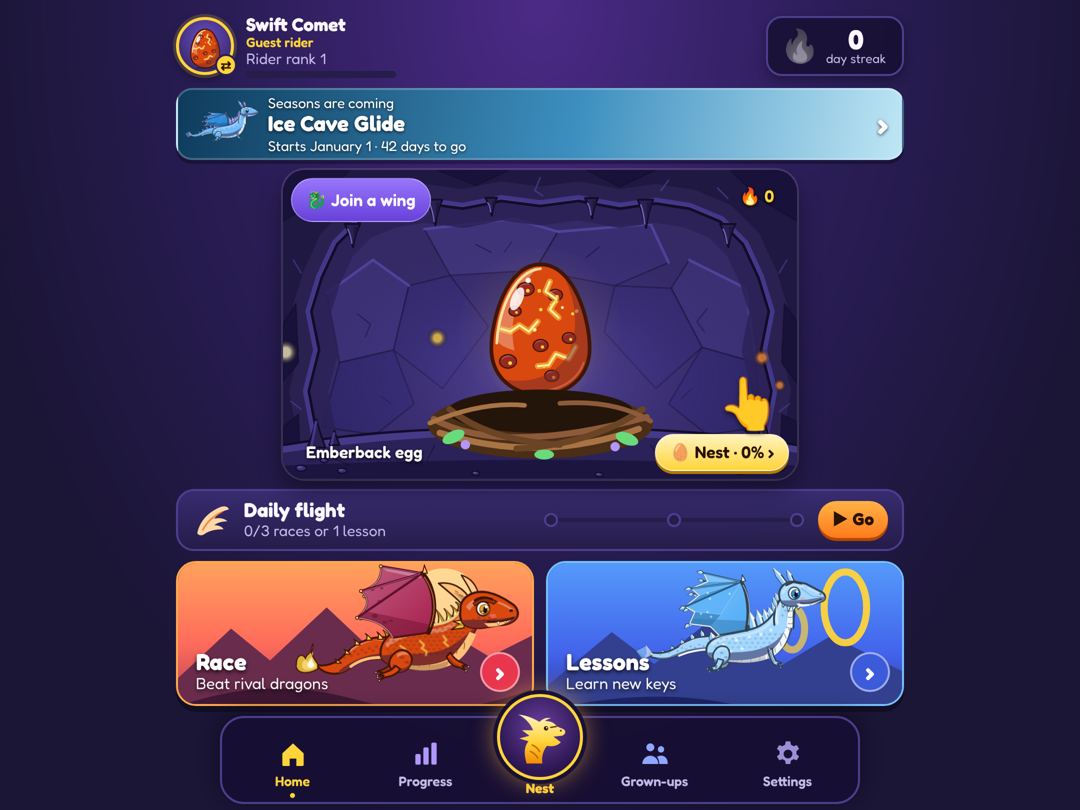 Swift Comet
Guest rider
Rider rank 1
0
day streak
Seasons are coming
Ice Cave Glide
Starts January 1 · 42 days to go
Join a wing
0
Emberback egg
Nest · 0% ›
Daily flight
0/3 races or 1 lesson
Go
Race
Beat rival dragons
Lessons
Learn new keys
Home
Progress
Nest
Grown-ups
Settings